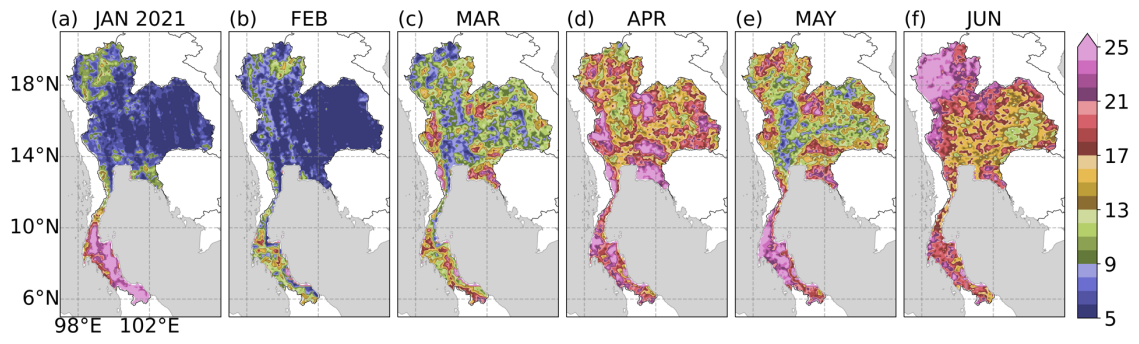 (a) JAN 2021 (b) FEB (c) MAR (d) APR (e) MAY (f) JUN
25
18°N
21
17
14°N
13
10°N
9
6°N
5
98°E 102°E